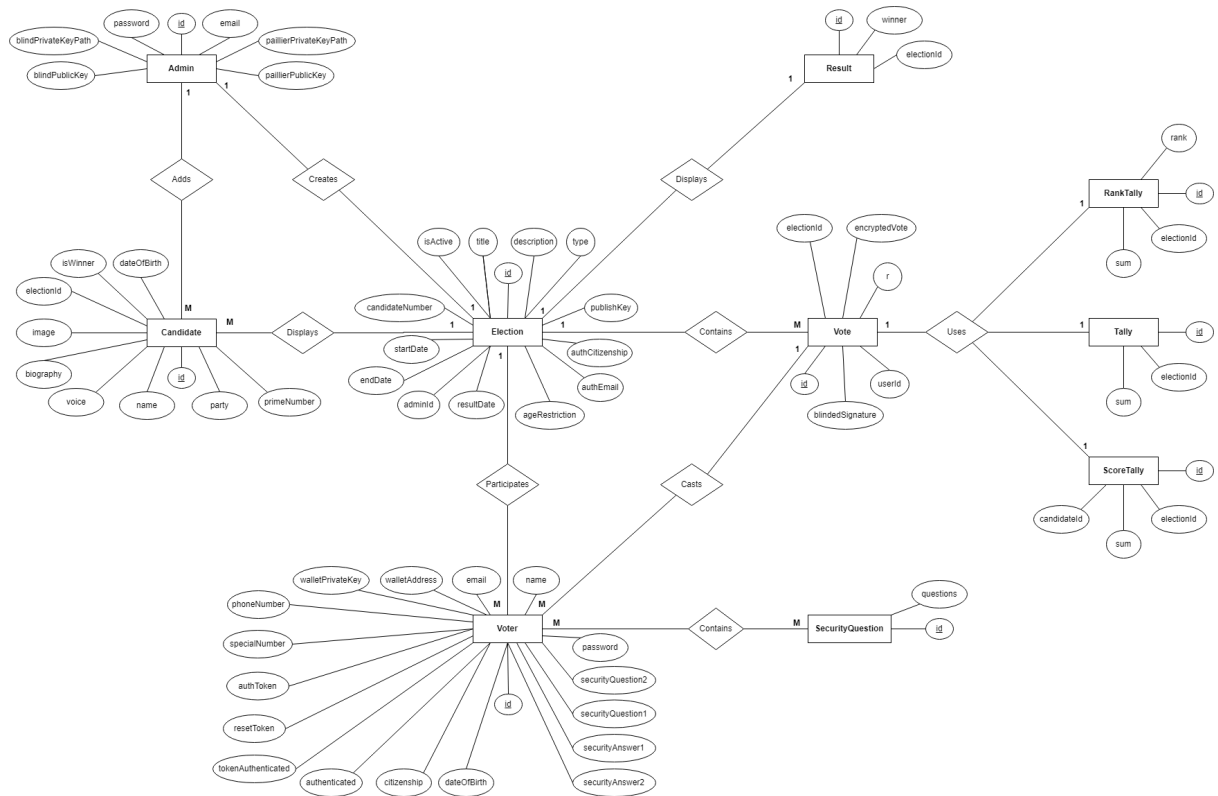 password
id
email
id
winner
blindPrivateKeyPath
paillierPrivateKeyPath
electionId
Admin
Result
blindPublicKey
paillierPublicKey
1
1
1
rank
Adds
Creates
Displays
RankTally
id
1
electionId
encryptedVote
isActive
title
description
type
electionId
isWinner
dateOfBirth
sum
id
r
electionId
candidateNumber
publishKey
M
1
1
1
image
Candidate
M
Displays
1
Election
1
Contains
M
Vote
1
Uses
1
Tally
id
startDate
authCitizenship
1
1
biography
id
endDate
authEmail
id
userId
electionId
voice
name
party
primeNumber
adminId
resultDate
ageRestriction
blindedSignature
sum
1
ScoreTally
id
Participates
Casts
candidateId
electionId
sum
walletPrivateKey
walletAddress
email
name
questions
phoneNumber
M
M
Voter
M
Contains
M
SecurityQuestion
id
specialNumber
password
securityQuestion2
authToken
id
securityQuestion1
resetToken
securityAnswer1
tokenAuthenticated
authenticated
citizenship
dateOfBirth
securityAnswer2